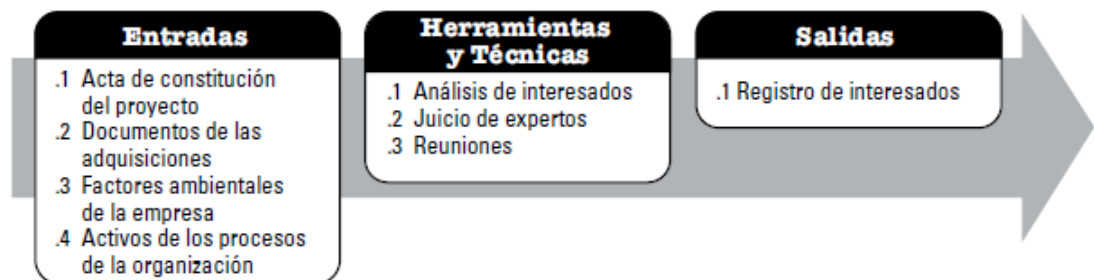 Entradas
.1 Acta de constitución
del proyecto
.2 Documentos de las
adquisiciones
.3 Factores ambientales
de la empresa
.4 Activos de los procesos
de la organización
Herramientas
y Técnicas
.1 Análisis de interesados
.2 Juicio de expertos
.3 Reuniones
Salidas
.1 Registro de interesados